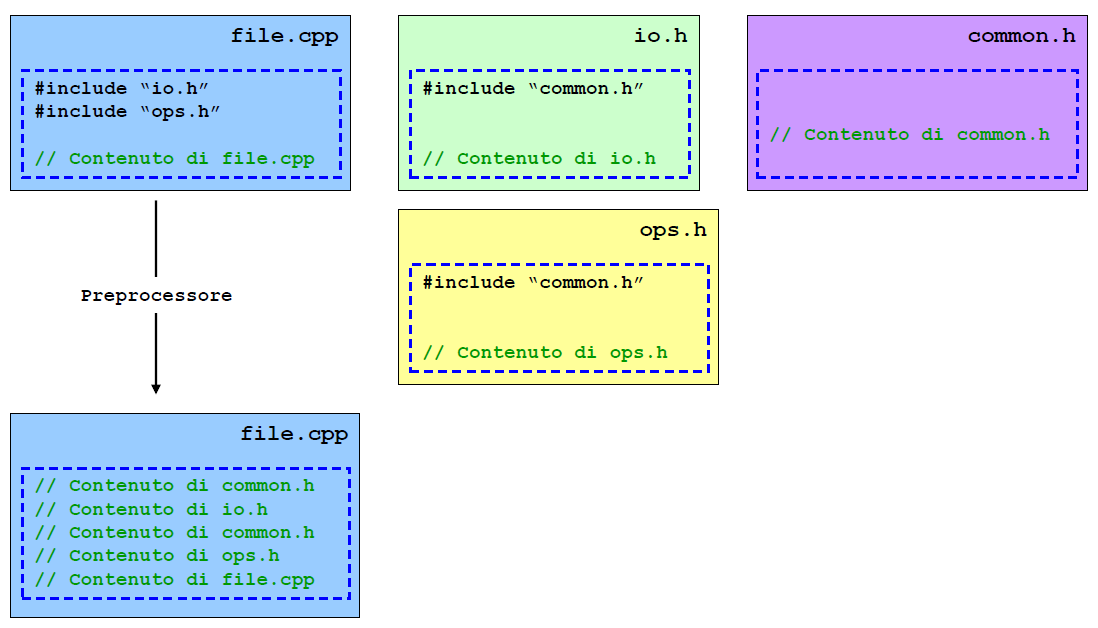 file.cpp
#include “io.h”
#include “ops.h”
// Contenuto di file.cpp
io.h
#include “common.h”
// Contenuto di io.h
common.h
// Contenuto di common.h
ops.h
#include “common.h”
// Contenuto di ops.h
Preprocessore
file.cpp
// Contenuto di common.h
// Contenuto di io.h
// Contenuto di common.h
// Contenuto di ops.h
// Contenuto di file.cpp